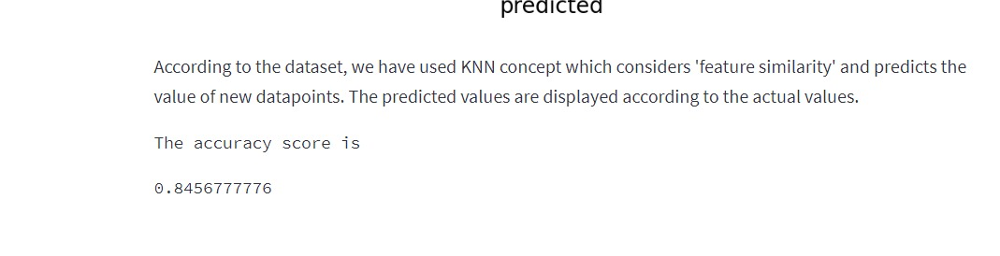 predicted
According to the dataset, we have used KNN concept which considers 'feature similarity' and predicts the
value of new datapoints. The predicted values are displayed according to the actual values.
The accuracy score is
0.8456777776